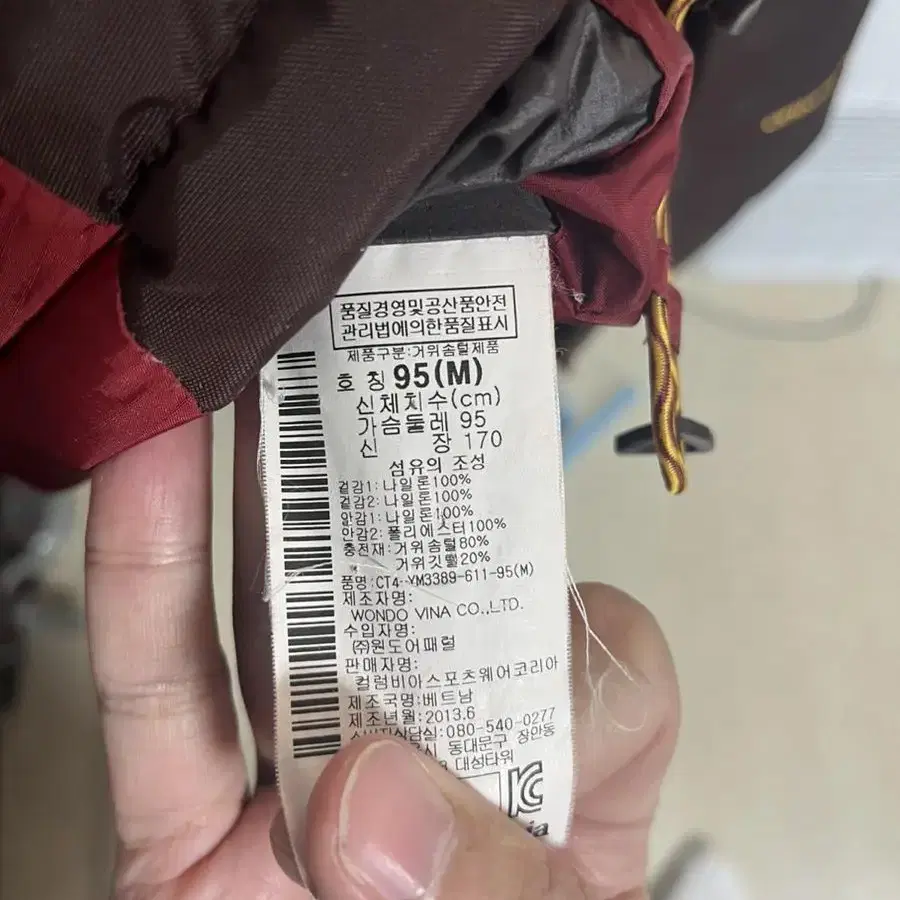 품질경영및공산품안전
관리법에의한품질표시
제품구분:거위솜털제품
호 칭 95(M)
신체치수(cm)
가슴둘레 95
신 장 170
섬유의 조성
겉감1: 나일론100%
겉감2: 나일론100%
안감1: 나일론100%
안감2: 폴리에스터100%
충전재: 거위솜털80%
거위깃털20%
품명: CT4 YM3389-611-95(M)
제조자명:
WONDO VINA CO.,LTD.
수입자명:
(주)원도어패럴
판매자명:
컬럼비아스포츠웨어코리아
제조국명:베트남
제조년월:2013.6
소비자상담실:080-540-0277
동대문구 장안동
대성타워